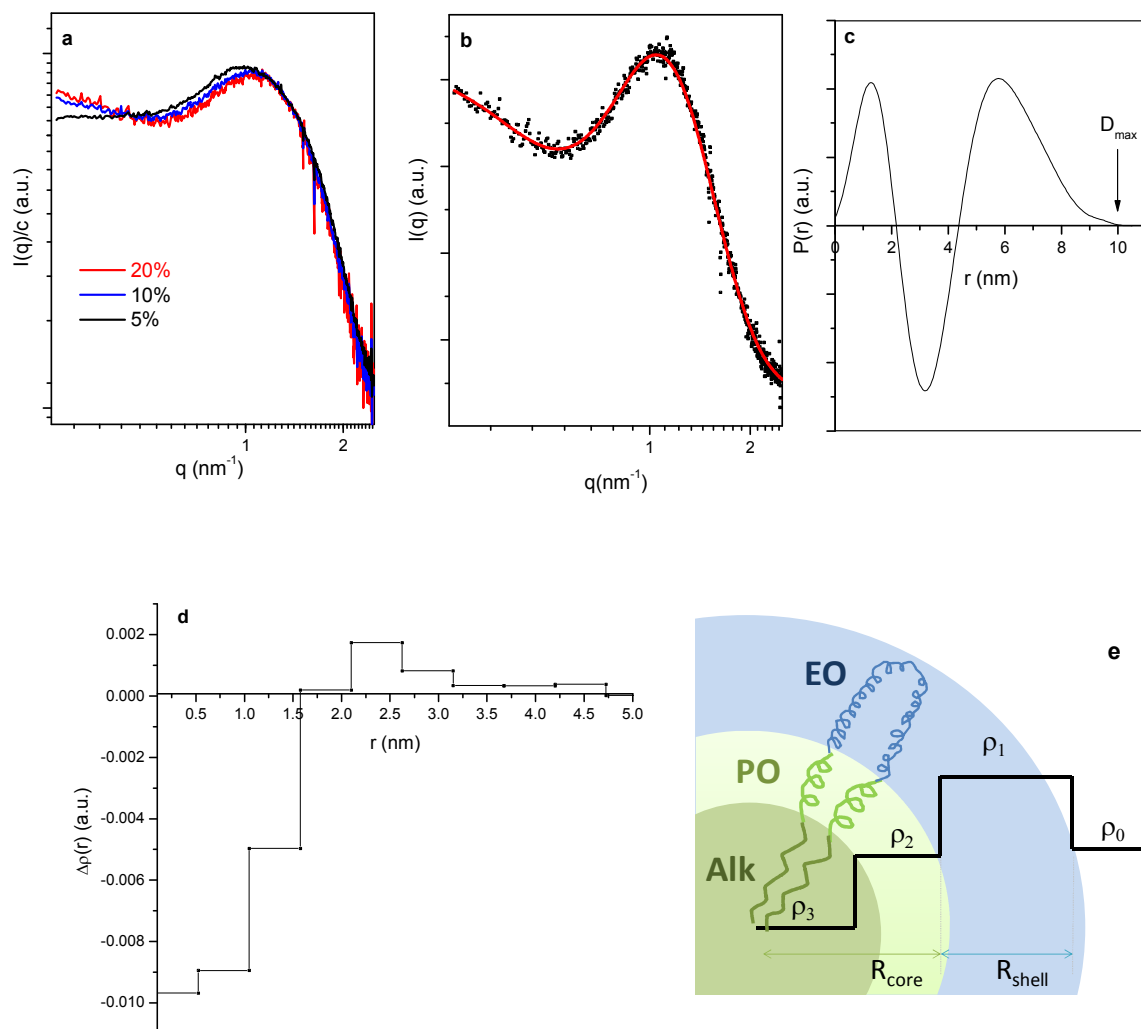 a
I(q)/c (a.u.)
20%
10%
5%
1
2
q (nm-1)
b
I(q) (a.u.)
1
2
q(nm-1)
c
P(r) (a.u.)
Dmax
0
2
4
6
8
10
r (nm)
d
0.002
0.000
-0.002
-0.004
-0.006
-0.008
-0.010
Δρ(r) (a.u.)
0.5
1.0
1.5
2.0
2.5
3.0
3.5
4.0
4.5
5.0
r (nm)
e
EO
PO
Alk
ρ1
ρ0
ρ2
ρ3
Rcore
Rshell